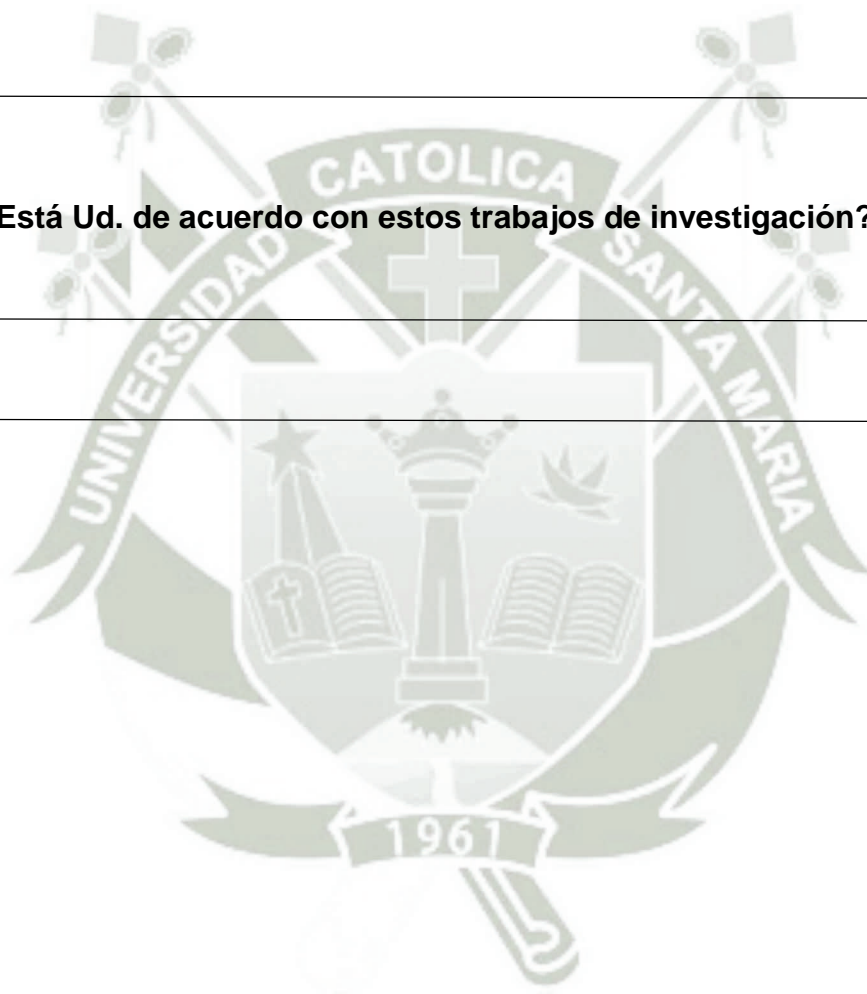 Está Ud. de acuerdo con estos trabajos de investigación?
UNIVERSIDAD CATOLICA SANTA MARIA
1961